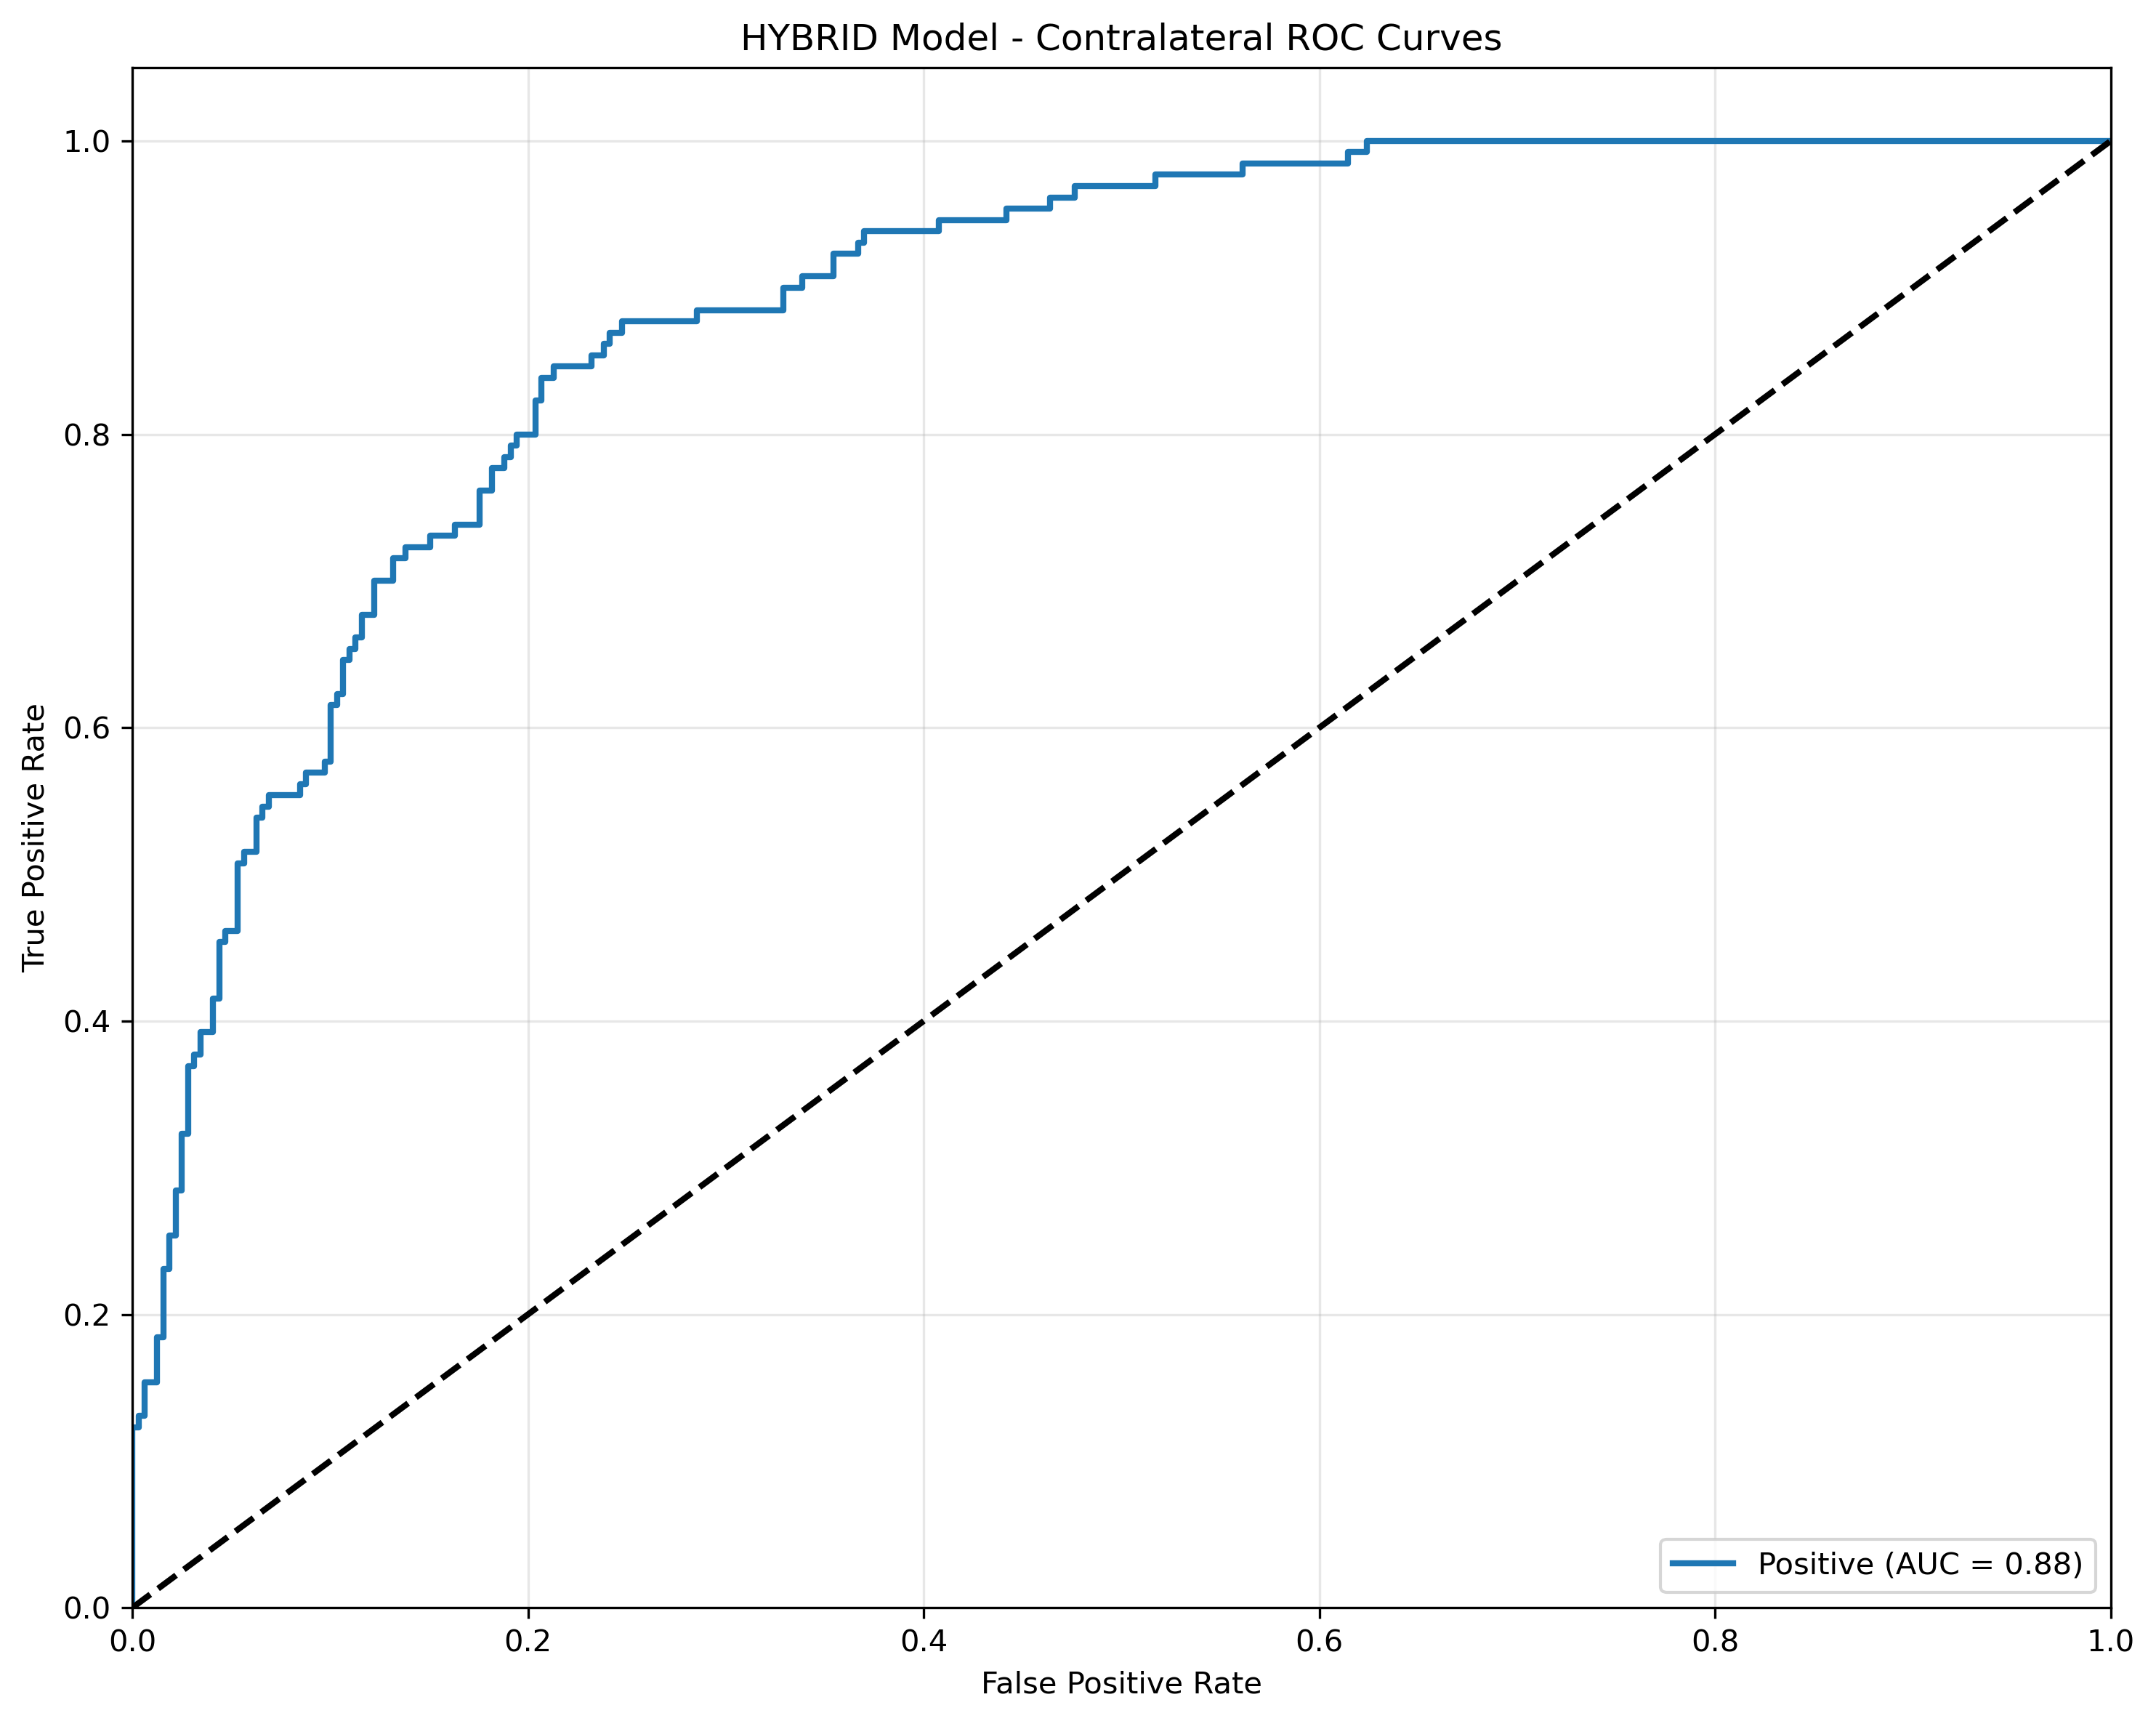 HYBRID Model - Contralateral ROC Curves
True Positive Rate
1.0
0.8
0.6
0.4
0.2
0.0
0.0 0.2 0.4 0.6 0.8 1.0
False Positive Rate
Positive (AUC = 0.88)